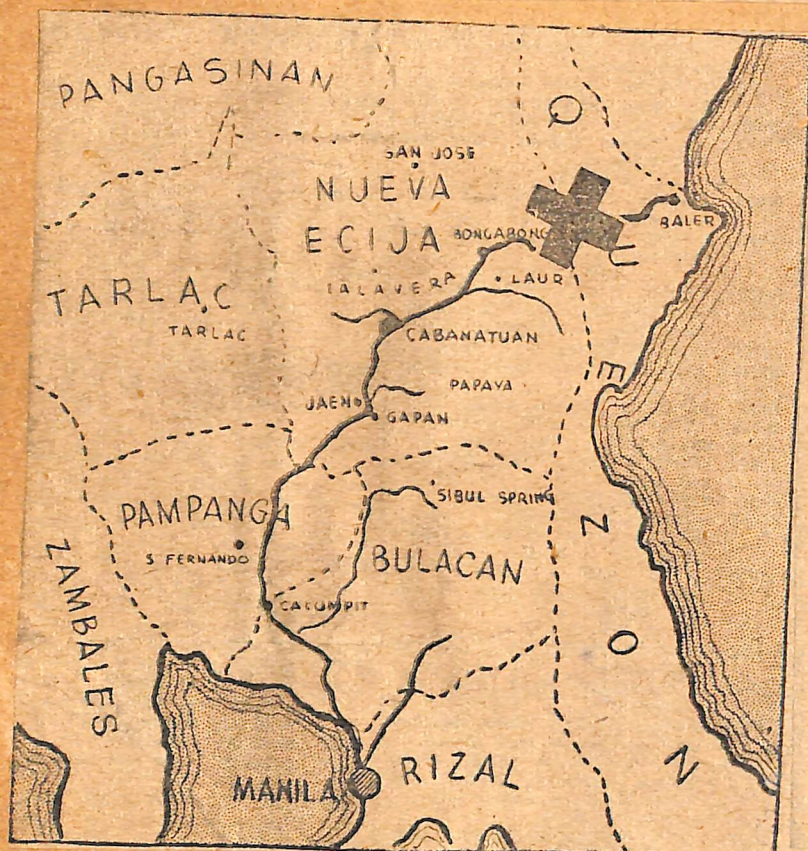 PANGASINAN
SAN JOSE
NUEVA
ECIJA
BONGABONG
BALER
TALAVERA
LAUR
TARLAC
TARLAC
CABANATUAN
PAPAYA
JAEN
GAPAN
SIBUL SPRING
PAMPANGA
S FERNANDO
BULACAN
CALUMPIT
ZAMBALES
MANILA
RIZAL
QUEZON